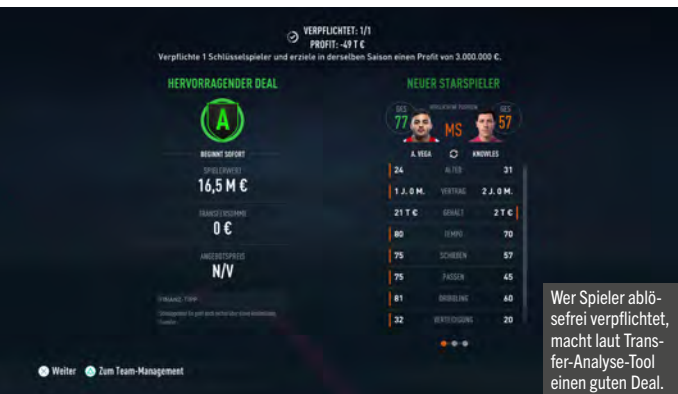 VERPFLICHTET: 1/1
PROFIT: -49 T €
Verpflichte 1 Schlüsselspieler und erziele in derselben Saison einen Profit von 3.000.000 €.
HERVORRAGENDER DEAL
A
BEGINNT SOFORT
SPIELERWERT
16,5 M €
TRANSFERSUMME
0 €
ANGEBOTSPREIS
N/V
FINANZ-TIPP
NEUER STARSPIELER
GES GES
77 MS 57
A. VEGA KNOWLES
24 ALTER 31
1 J. 0 M. VERTRAG 2 J. 0 M.
21 T € GEHALT 2 T €
80 TEMPO 70
75 SCHIEßEN 57
75 PASSEN 45
81 DRIBBLING 60
32 VERTEIDIGUNG 20
Weiter Zum Team-Management
Wer Spieler ablö-
sefrei verpflichtet,
macht laut Trans-
fer-Analyse-Tool
einen guten Deal.